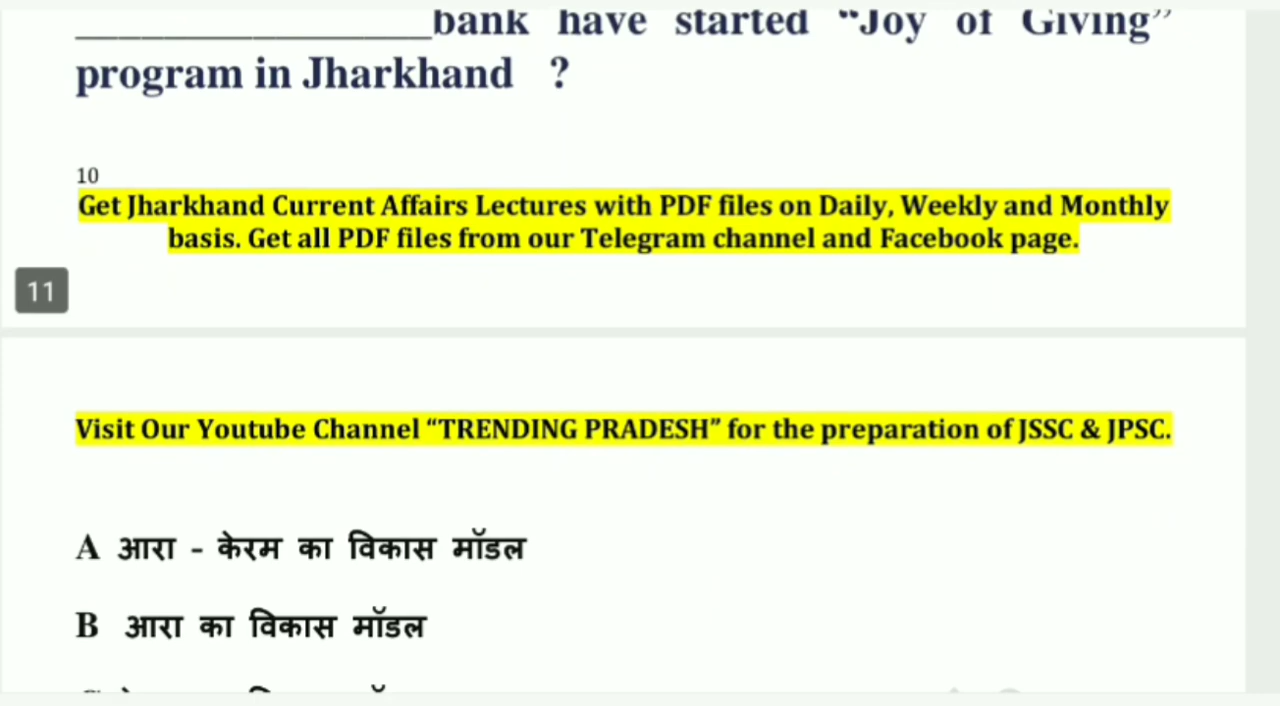 ________________bank have started “Joy of Giving”
program in Jharkhand ?
10
Get Jharkhand Current Affairs Lectures with PDF files on Daily, Weekly and Monthly
basis. Get all PDF files from our Telegram channel and Facebook page.
11
Visit Our Youtube Channel “TRENDING PRADESH” for the preparation of JSSC & JPSC.
A आरा - केरम का विकास मॉडल
B आरा का विकास मॉडल